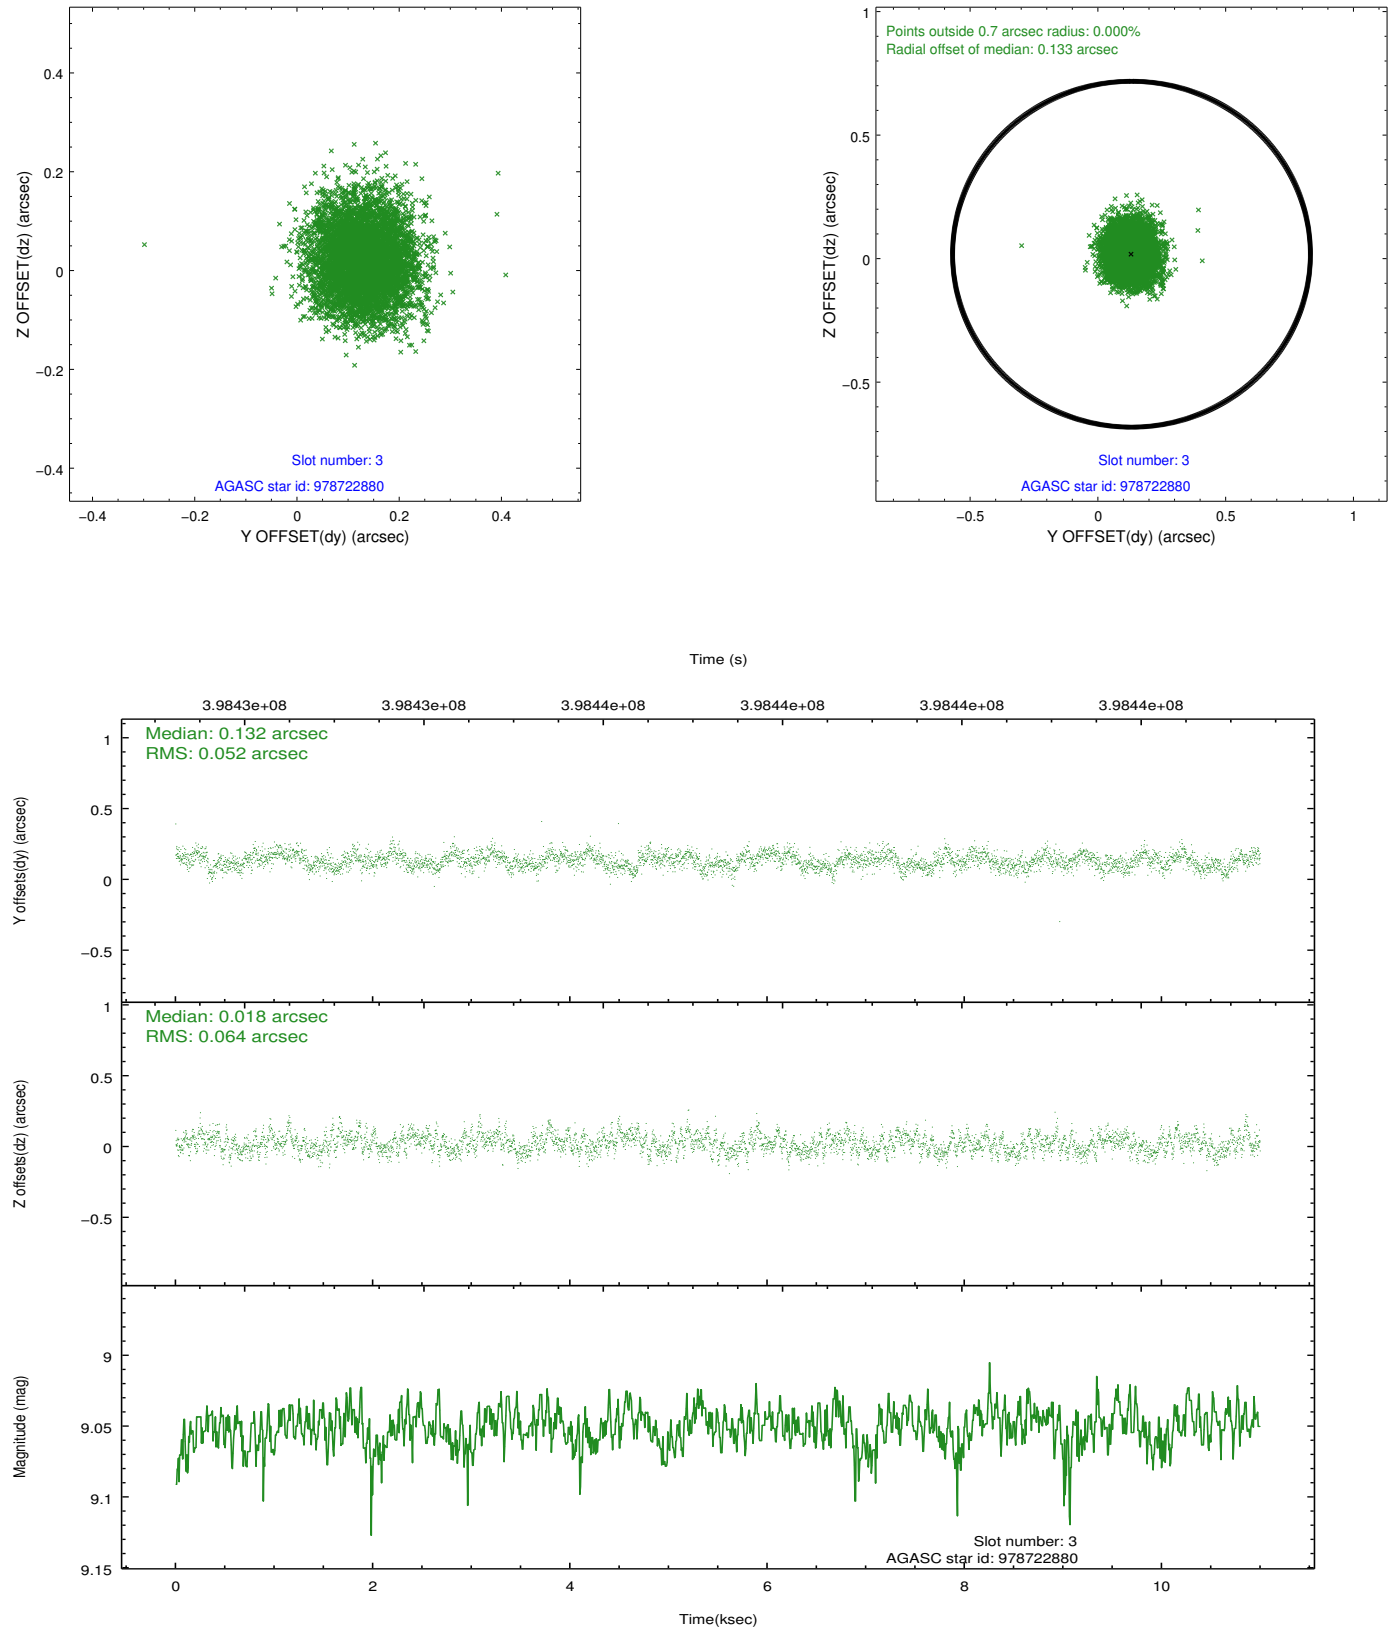 0.4
0.2
0
−0.2
−0.4
Z OFFSET(dz) (arcsec)
Slot number: 3
AGASC star id: 978722880
−0.4 −0.2 0 0.2 0.4
Y OFFSET(dy) (arcsec)
Points outside 0.7 arcsec radius: 0.000%
Radial offset of median: 0.133 arcsec
1
0.5
0
−0.5
Z OFFSET(dz) (arcsec)
Slot number: 3
AGASC star id: 978722880
−0.5 0 0.5 1
Y OFFSET(dy) (arcsec)
Time (s)
3.9843e+08 3.9843e+08 3.9844e+08 3.9844e+08 3.9844e+08 3.9844e+08
Median: 0.132 arcsec
RMS: 0.052 arcsec
1
0.5
0
−0.5
Y offsets(dy) (arcsec)
Median: 0.018 arcsec
RMS: 0.064 arcsec
1
0.5
0
−0.5
Z offsets(dz) (arcsec)
9
9.05
9.1
9.15
Magnitude (mag)
Slot number: 3
AGASC star id: 978722880
0 2 4 6 8 10
Time(ksec)